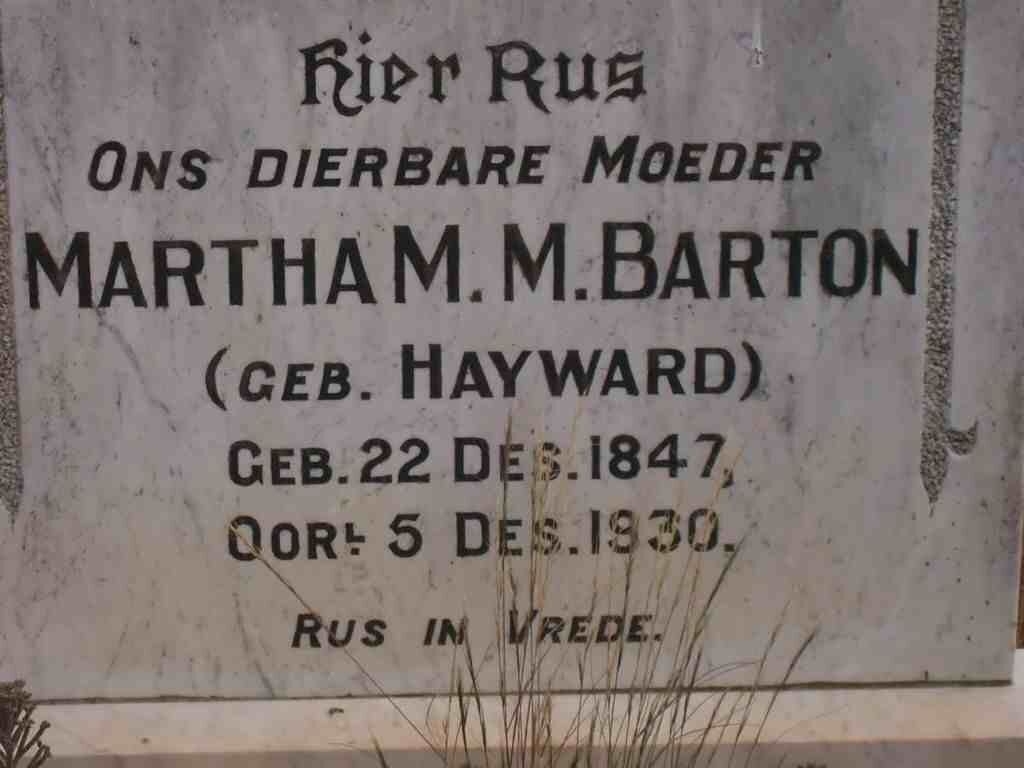 Hier Rus
ONS DIERBARE MOEDER
MARTHA M. M. BARTON
(GEB. HAYWARD)
GEB. 22 DES. 1847,
OORL. 5 DES. 1930.
RUS IN VREDE.